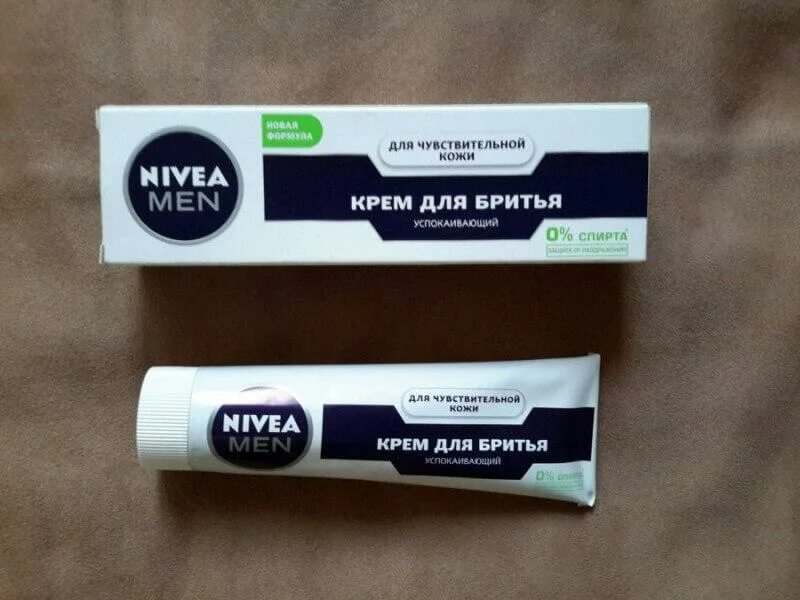 НОВАЯ
ФОРМУЛА
NIVEA
MEN
ДЛЯ ЧУВСТВИТЕЛЬНОЙ
КОЖИ
КРЕМ ДЛЯ БРИТЬЯ
УСПОКАИВАЮЩИЙ
0% СПИРТА
ЗАЩИТА ОТ РАЗДРАЖЕНИЯ
NIVEA
MEN
ДЛЯ ЧУВСТВИТЕЛЬНОЙ
КОЖИ
КРЕМ ДЛЯ БРИТЬЯ
УСПОКАИВАЮЩИЙ
0% СПИРТА